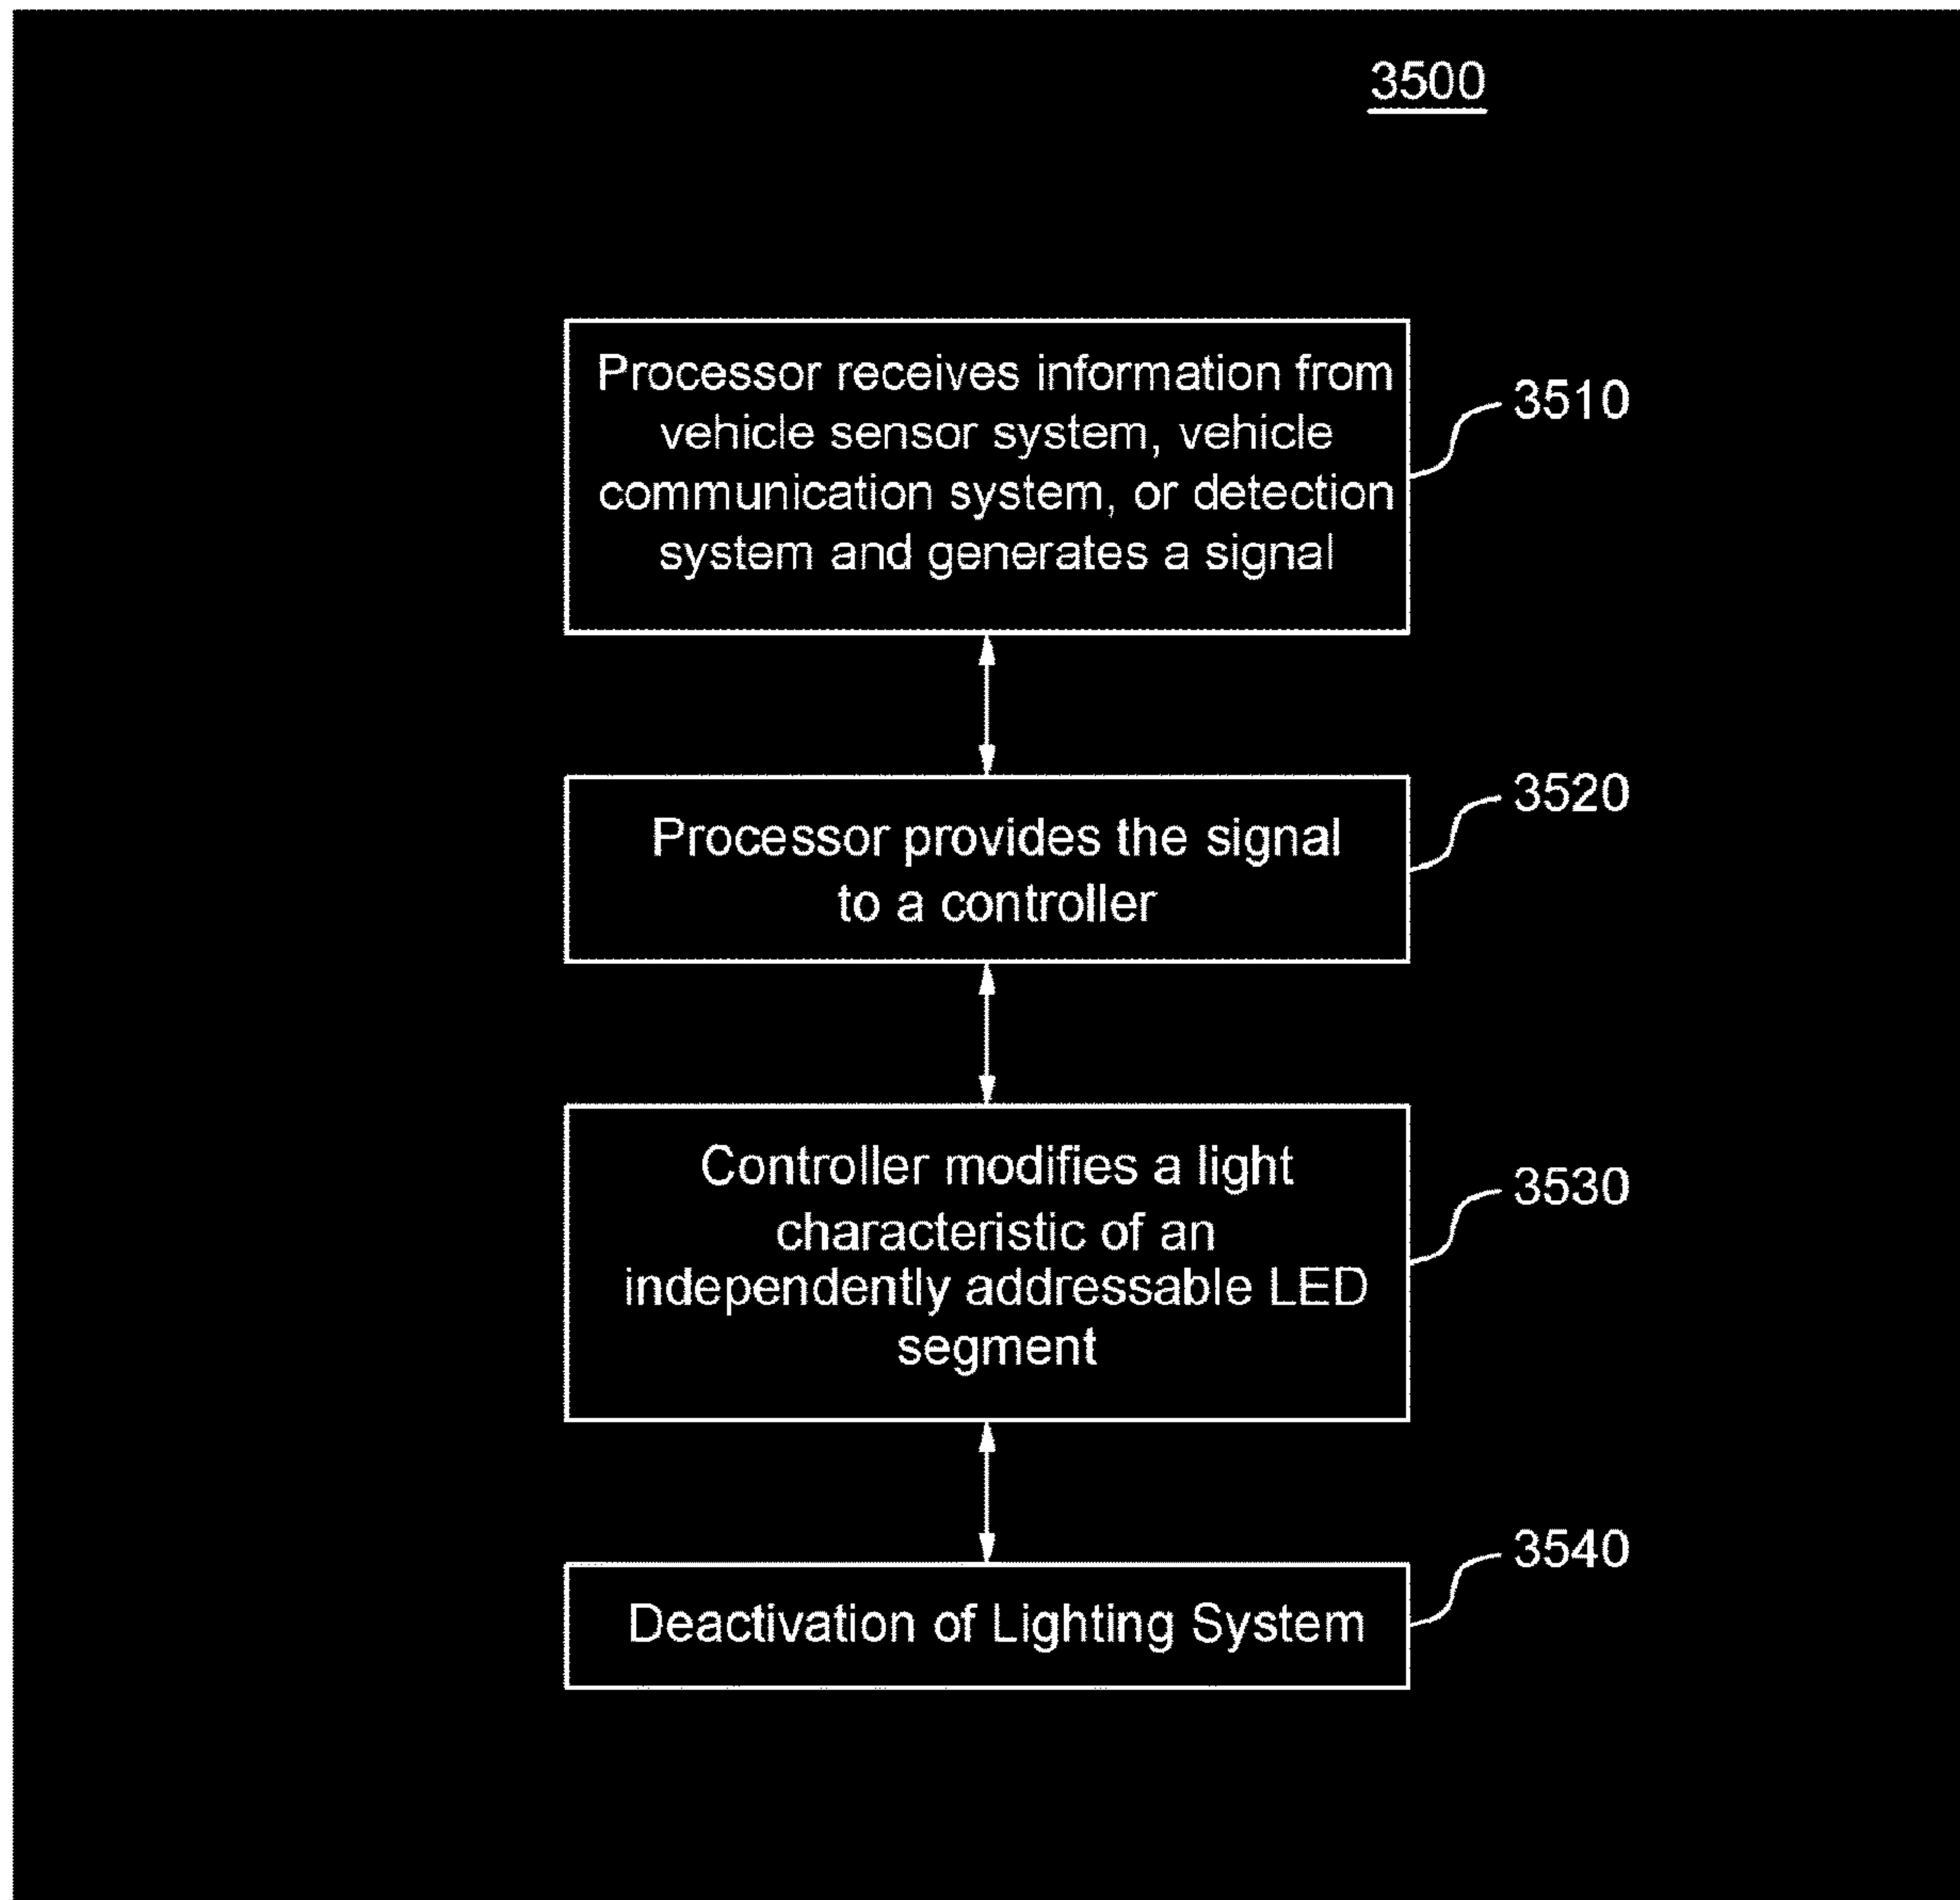 3500
Processor receives information from
vehicle sensor system, vehicle
communication system, or detection
system and generates a signal
3510
Processor provides the signal
to a controller
3520
Controller modifies a light
characteristic of an
independently addressable LED
segment
3530
Deactivation of Lighting System
3540